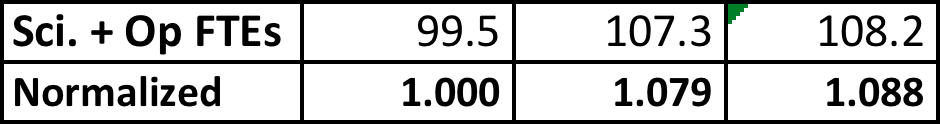 Sci. + Op FTEs 99.5 107.3 108.2
Normalized 1.000 1.079 1.088